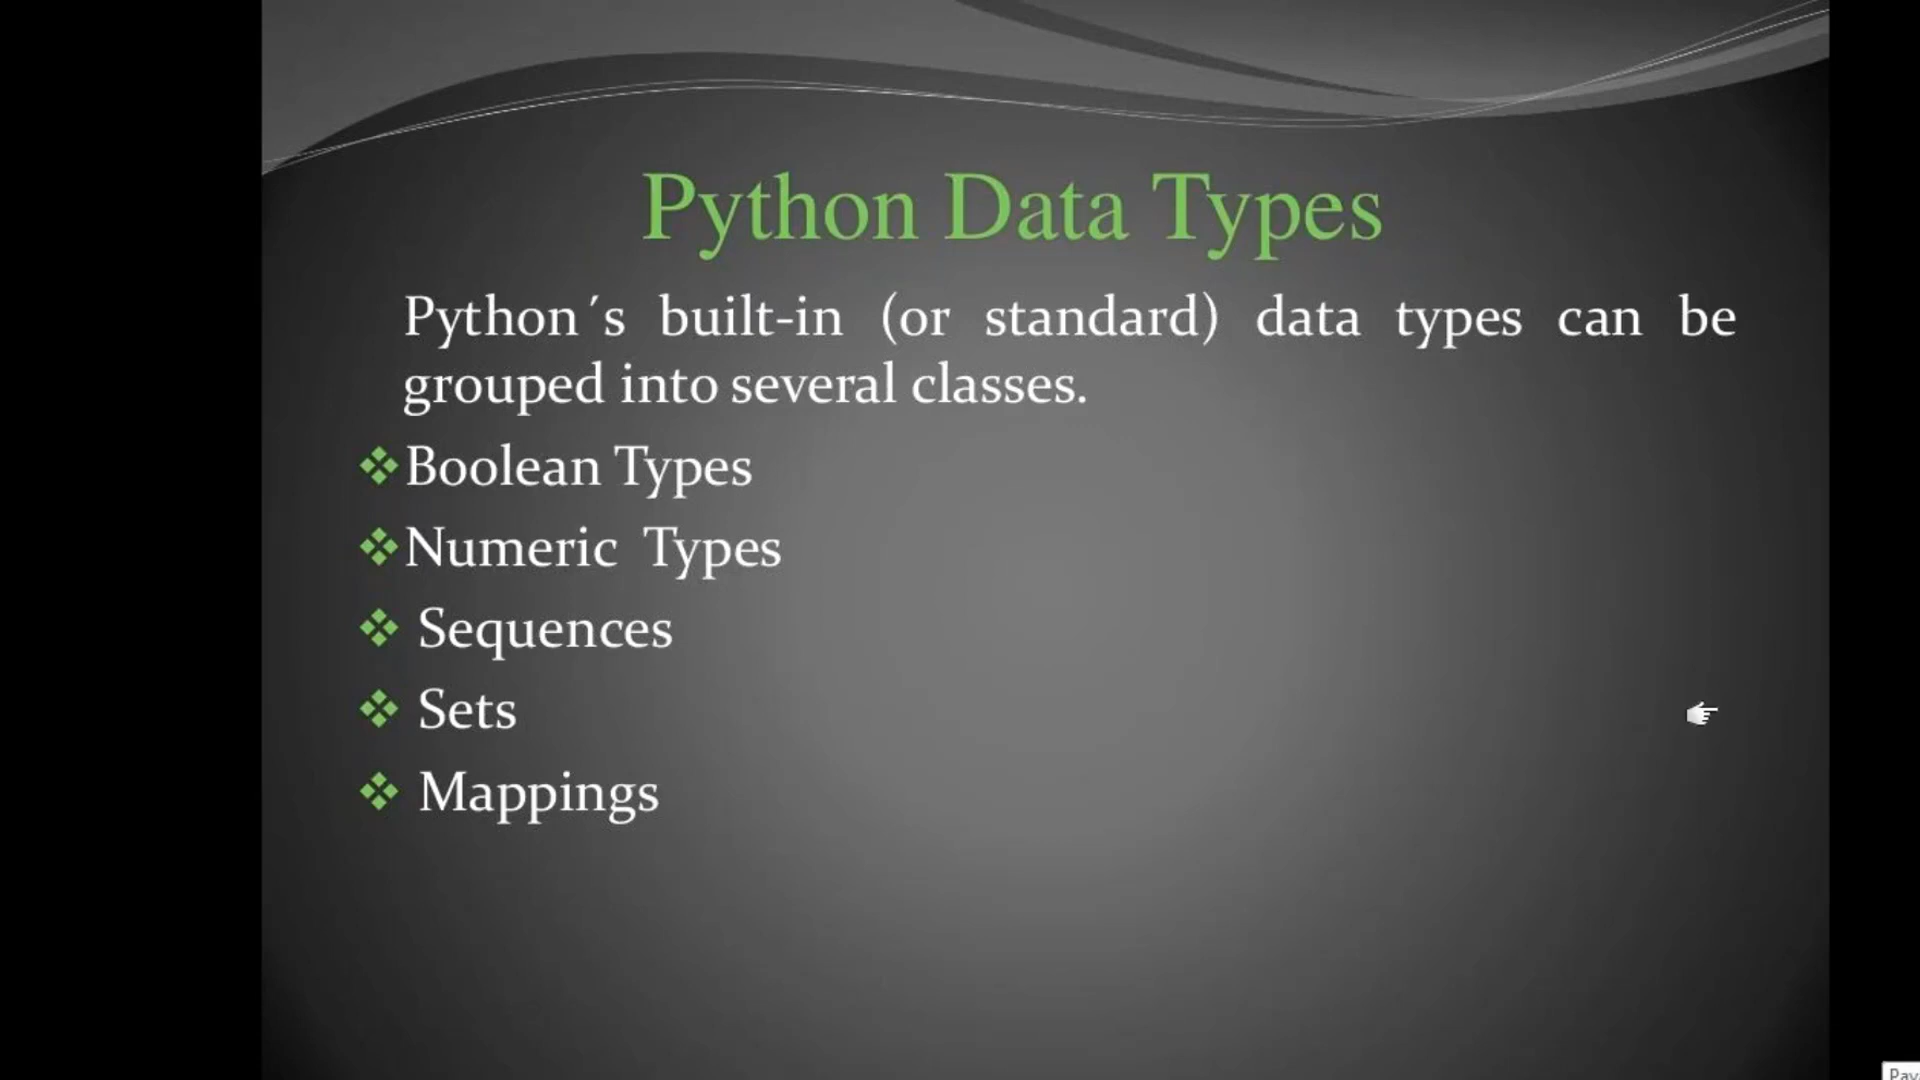 Python Data Types
Python´s built-in (or standard) data types can be
grouped into several classes.
Boolean Types
Numeric Types
Sequences
Sets
Mappings